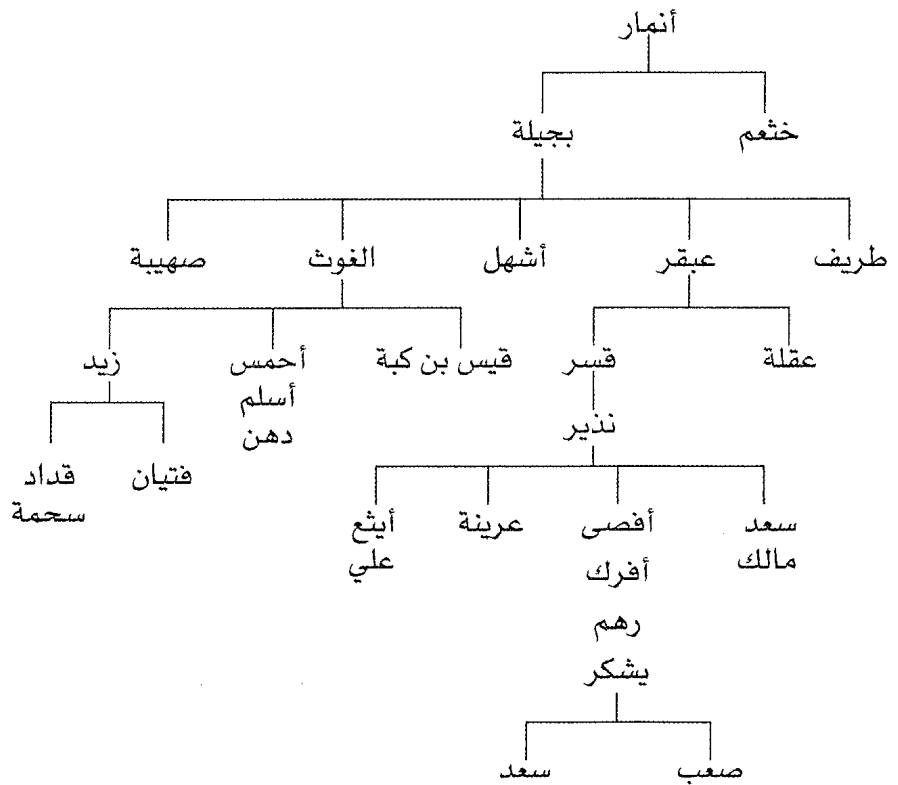 أنمار
خثعم
بجيلة
طريف
عبقر
أشهل
الغوث
صهيبة
عقلة
قسر
قيس بن كبة
أحمس
أسلم
دهن
زيد
نذير
فتيان
قداد
سحمة
سعد
مالك
أفصى
أفرك
رهم
يشكر
عرينة
أيثع
علي
صعب
سعد